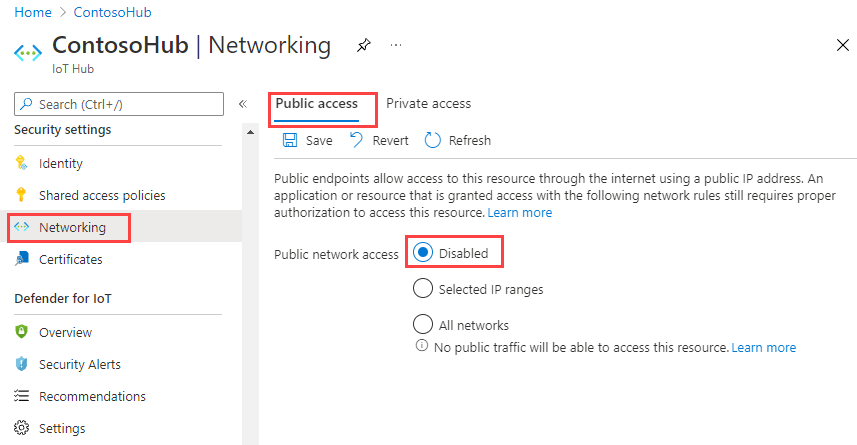 Home > ContosoHub
ContosoHub | Networking
IoT Hub
Search (Ctrl+/)
Security settings
Identity
Shared access policies
Networking
Certificates
Defender for IoT
Overview
Security Alerts
Recommendations
Settings
Public access Private access
Save Revert Refresh
Public endpoints allow access to this resource through the internet using a public IP address. An
application or resource that is granted access with the following network rules still requires proper
authorization to access this resource. Learn more
Public network access Disabled
Selected IP ranges
All networks
No public traffic will be able to access this resource. Learn more